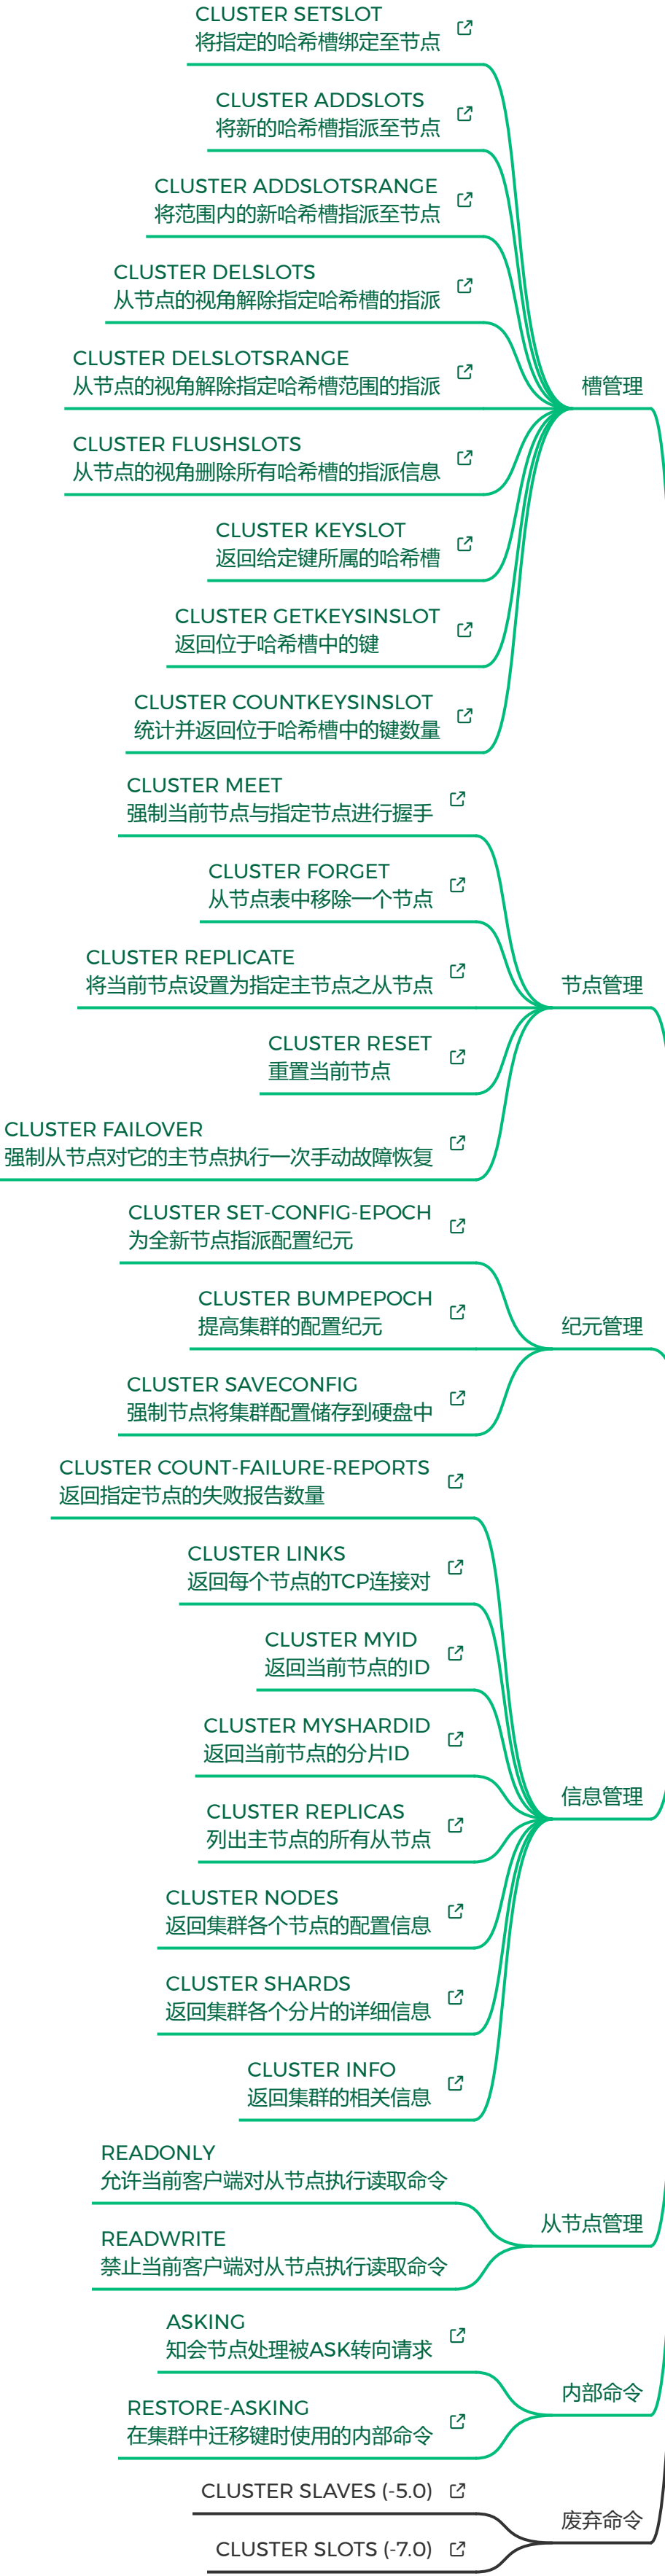 CLUSTER SETSLOT
将指定的哈希槽绑定至节点
CLUSTER ADDSLOTS
将新的哈希槽指派至节点
CLUSTER ADDSLOTSRANGE
将范围内的新哈希槽指派至节点
CLUSTER DELSLOTS
从节点的视角解除指定哈希槽的指派
CLUSTER DELSLOTSRANGE
从节点的视角解除指定哈希槽范围的指派
CLUSTER FLUSHSLOTS
从节点的视角删除所有哈希槽的指派信息
CLUSTER KEYSLOT
返回给定键所属的哈希槽
CLUSTER GETKEYSINSLOT
返回位于哈希槽中的键
CLUSTER COUNTKEYSINSLOT
统计并返回位于哈希槽中的键数量
槽管理
CLUSTER MEET
强制当前节点与指定节点进行握手
CLUSTER FORGET
从节点表中移除一个节点
CLUSTER REPLICATE
将当前节点设置为指定主节点之从节点
CLUSTER RESET
重置当前节点
CLUSTER FAILOVER
强制从节点对它的主节点执行一次手动故障恢复
节点管理
CLUSTER SET-CONFIG-EPOCH
为全新节点指派配置纪元
CLUSTER BUMPEPOCH
提高集群的配置纪元
CLUSTER SAVECONFIG
强制节点将集群配置储存到硬盘中
纪元管理
CLUSTER COUNT-FAILURE-REPORTS
返回指定节点的失败报告数量
CLUSTER LINKS
返回每个节点的TCP连接对
CLUSTER MYID
返回当前节点的ID
CLUSTER MYSHARDID
返回当前节点的分片ID
CLUSTER REPLICAS
列出主节点的所有从节点
CLUSTER NODES
返回集群各个节点的配置信息
CLUSTER SHARDS
返回集群各个分片的详细信息
CLUSTER INFO
返回集群的相关信息
信息管理
READONLY
允许当前客户端对从节点执行读取命令
READWRITE
禁止当前客户端对从节点执行读取命令
从节点管理
ASKING
知会节点处理被ASK转向请求
RESTORE-ASKING
在集群中迁移键时使用的内部命令
内部命令
CLUSTER SLAVES (-5.0)
CLUSTER SLOTS (-7.0)
废弃命令